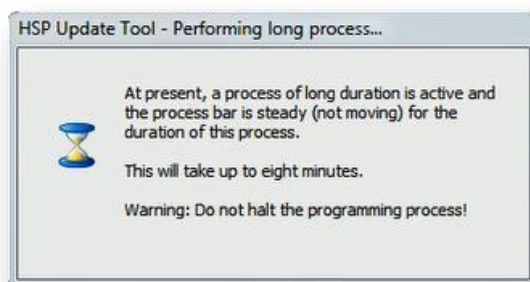 HSP Update Tool - Performing long process...
At present, a process of long duration is active and
the process bar is steady (not moving) for the
duration of this process.
This will take up to eight minutes.
Warning: Do not halt the programming process!